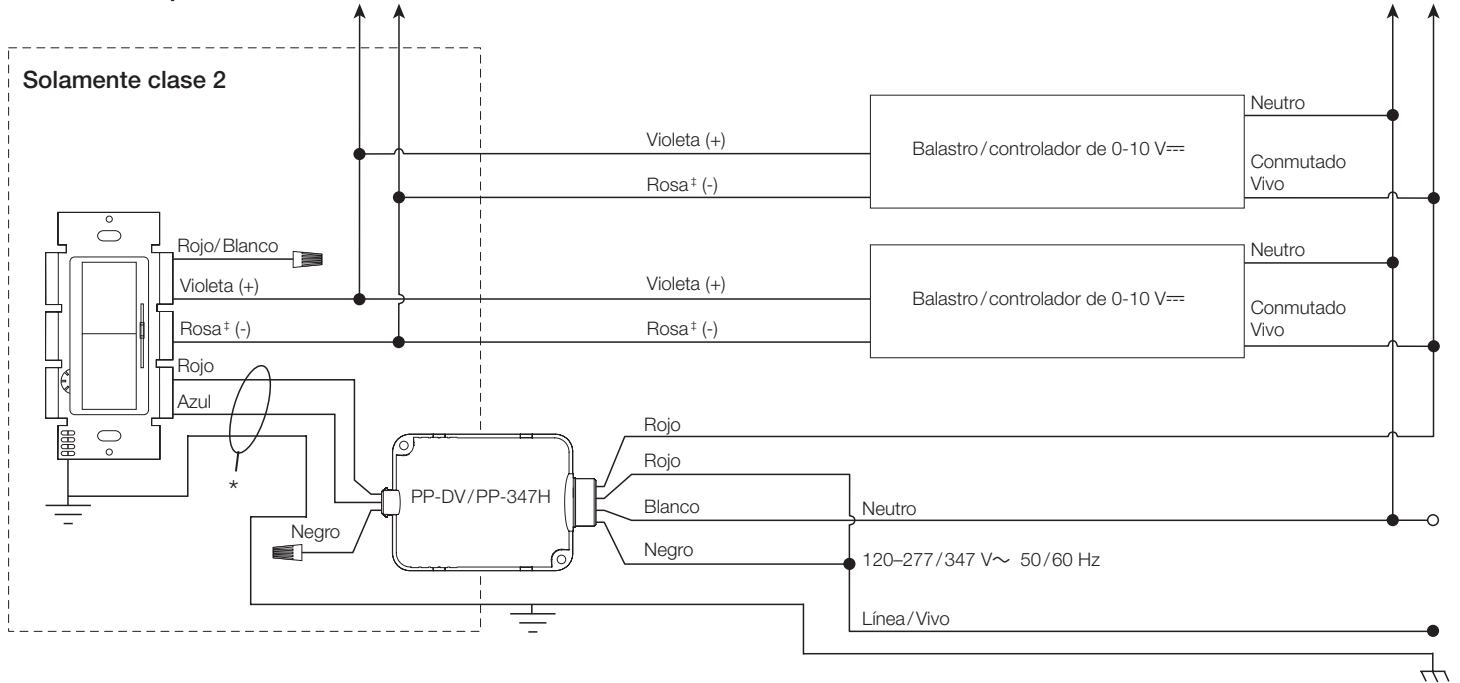 Solamente clase 2
Neutro
Violeta (+)
Balastro/controlador de 0-10 V⎓
Conmutado
Vivo
Rosa‡ (-)
Rojo/Blanco
Neutro
Violeta (+)
Violeta (+)
Balastro/controlador de 0-10 V⎓
Conmutado
Vivo
Rosa‡ (-)
Rosa‡ (-)
Rojo
Azul
Rojo
Rojo
*
PP-DV/PP-347H
Blanco
Neutro
Negro
Negro
120–277/347 V～ 50/60 Hz
Línea/Vivo